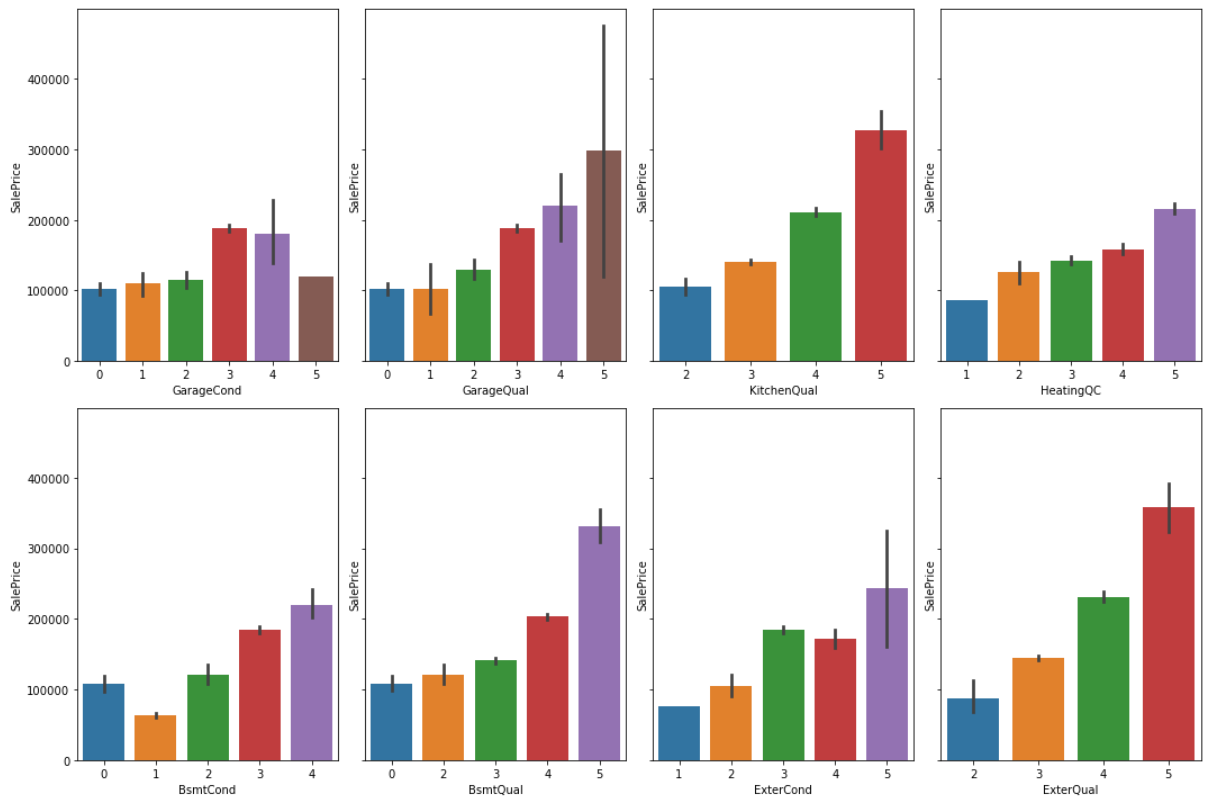 SalePrice
400000
300000
200000
100000
0
0 1 2 3 4 5
GarageCond
SalePrice
0 1 2 3 4 5
GarageQual
SalePrice
2 3 4 5
KitchenQual
SalePrice
1 2 3 4 5
HeatingQC
SalePrice
400000
300000
200000
100000
0
0 1 2 3 4
BsmtCond
SalePrice
0 2 3 4 5
BsmtQual
SalePrice
1 2 3 4 5
ExterCond
SalePrice
2 3 4 5
ExterQual